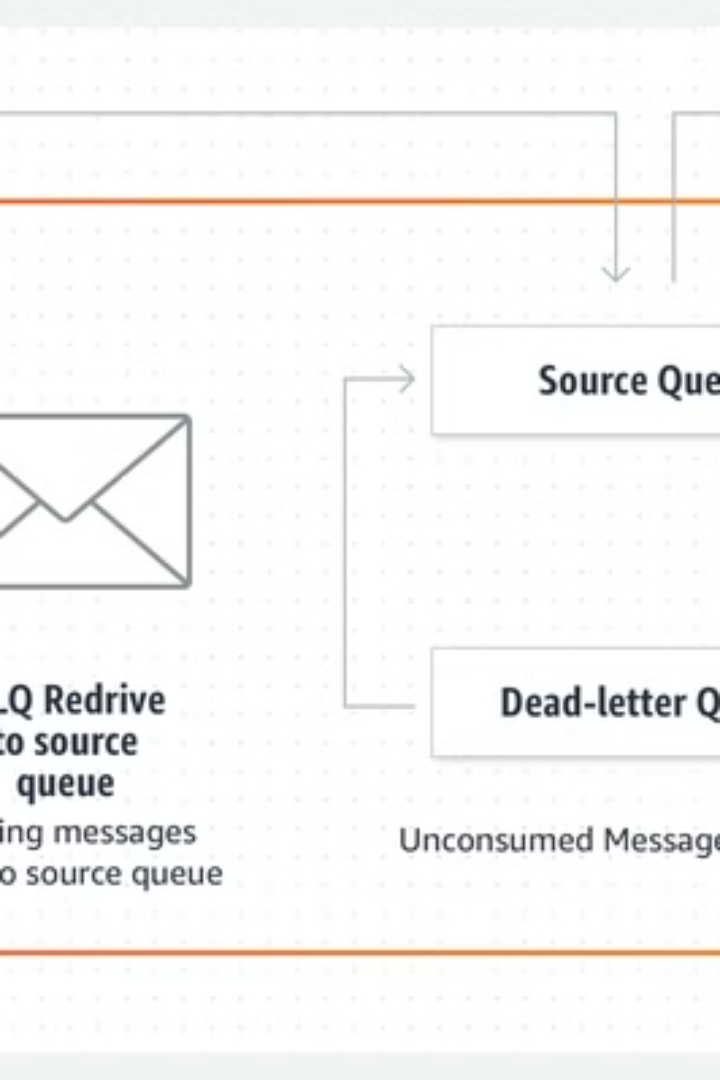 Source Que
LQ Redrive
to source
queue
ing messages
o source queue
Dead-letter Q
Unconsumed Message